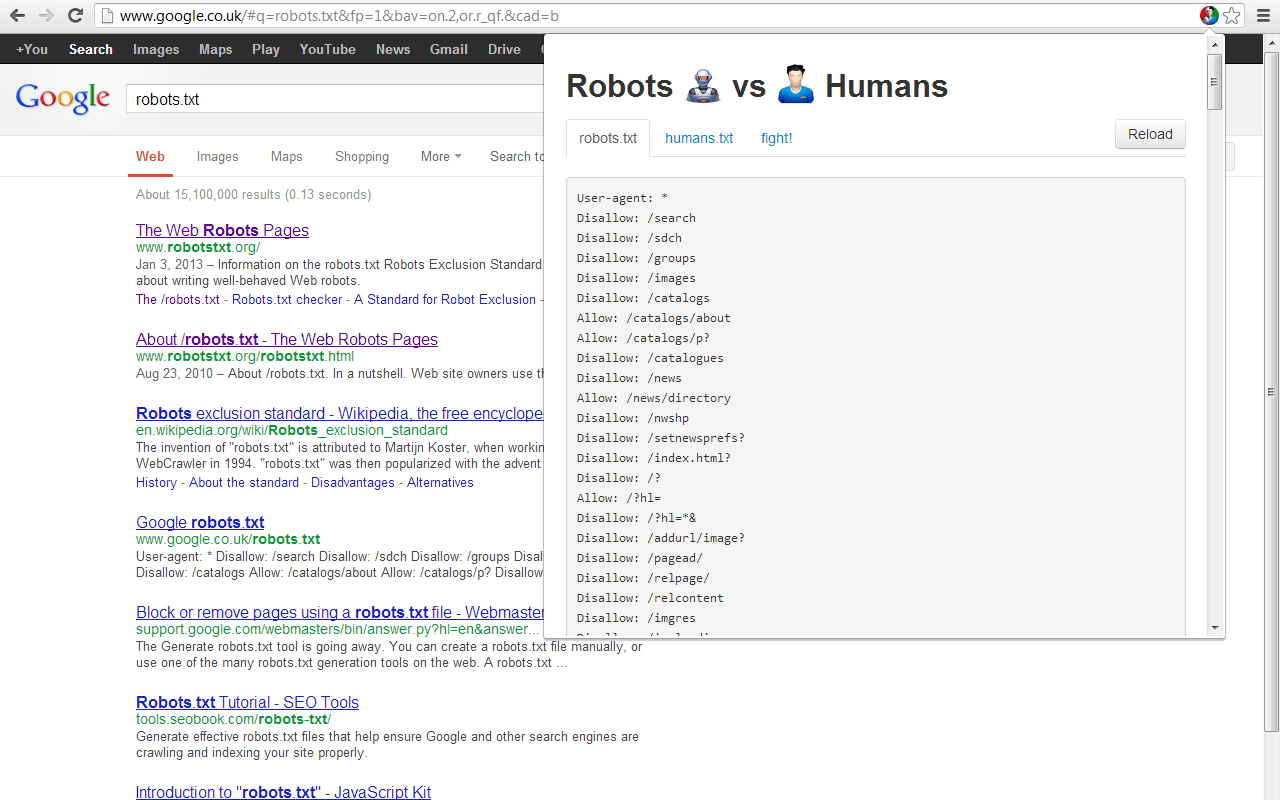 www.google.co.uk/#q=robots.txt&fp=1&bav=on.2,or.r_qf.&cad=b
+You Search Images Maps Play YouTube News Gmail Drive
Google
robots.txt
Web Images Maps Shopping More Search to
About 15,100,000 results (0.13 seconds)
The Web Robots Pages
www.robotstxt.org/
Jan 3, 2013 – Information on the robots.txt Robots Exclusion Standard
about writing well-behaved Web robots.
The /robots.txt - Robots.txt checker - A Standard for Robot Exclusion -
About /robots.txt - The Web Robots Pages
www.robotstxt.org/robotstxt.html
Aug 23, 2010 – About /robots.txt. In a nutshell. Web site owners use th
Robots exclusion standard - Wikipedia, the free encyclope
en.wikipedia.org/wiki/Robots_exclusion_standard
The invention of "robots.txt" is attributed to Martijn Koster, when workin
WebCrawler in 1994. "robots.txt" was then popularized with the advent
History - About the standard - Disadvantages - Alternatives
Google robots.txt
www.google.co.uk/robots.txt
User-agent: * Disallow: /search Disallow: /sdch Disallow: /groups Disal
Disallow: /catalogs Allow: /catalogs/about Allow: /catalogs/p? Disallow
Block or remove pages using a robots.txt file - Webmaster
support.google.com/webmasters/bin/answer.py?hl=en&answer...
The Generate robots.txt tool is going away. You can create a robots.txt file manually, or
use one of the many robots.txt generation tools on the web. A robots.txt ...
Robots.txt Tutorial - SEO Tools
tools.seobook.com/robots-txt/
Generate effective robots.txt files that help ensure Google and other search engines are
crawling and indexing your site properly.
Introduction to "robots.txt" - JavaScript Kit
Robots vs Humans
robots.txt humans.txt fight! Reload
User-agent: *
Disallow: /search
Disallow: /sdch
Disallow: /groups
Disallow: /images
Disallow: /catalogs
Allow: /catalogs/about
Allow: /catalogs/p?
Disallow: /catalogues
Disallow: /news
Allow: /news/directory
Disallow: /nwshp
Disallow: /setnewsprefs?
Disallow: /index.html?
Disallow: /?
Allow: /?hl=
Disallow: /?hl=*&
Disallow: /addurl/image?
Disallow: /pagead/
Disallow: /relpage/
Disallow: /relcontent
Disallow: /imgres